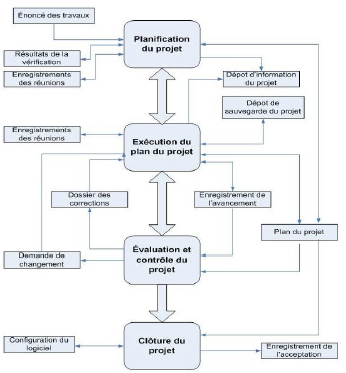 Énoncé des travaux
Planification
du projet
Résultats de la
vérification
Enregistrements
des réunions
Dépot d'information
du projet
Dépôt de
sauvegarde du projet
Enregistrements
des réunions
Exécution du
plan du projet
Dossier des
corrections
Enregistrement de
l'avancement
Plan du projet
Évaluation et
contrôle du
projet
Demande de
changement
Configuration du
logiciel
Clôture du
projet
Enregistrement de
l'acceptation